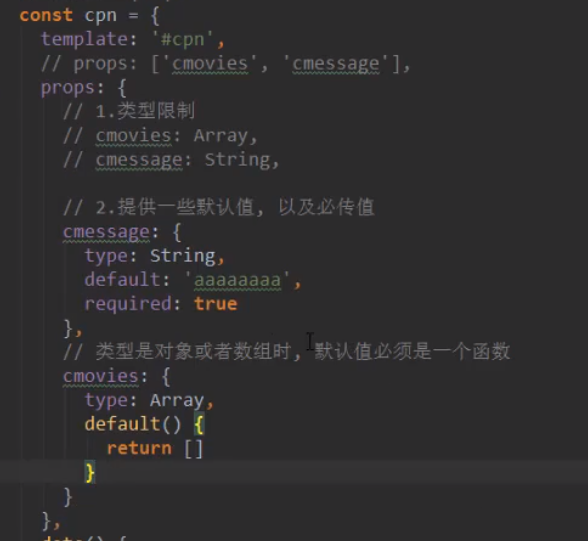 const cpn = {
  template: '#cpn',
  // props: ['cmovies', 'cmessage'],
  props: {
    // 1.类型限制
    // cmovies: Array,
    // cmessage: String,

    // 2.提供一些默认值, 以及必传值
    cmessage: {
      type: String,
      default: 'aaaaaaaa',
      required: true
    },
    // 类型是对象或者数组时, 默认值必须是一个函数
    cmovies: {
      type: Array,
      default() {
        return []
      }
    }
  },
  data() {